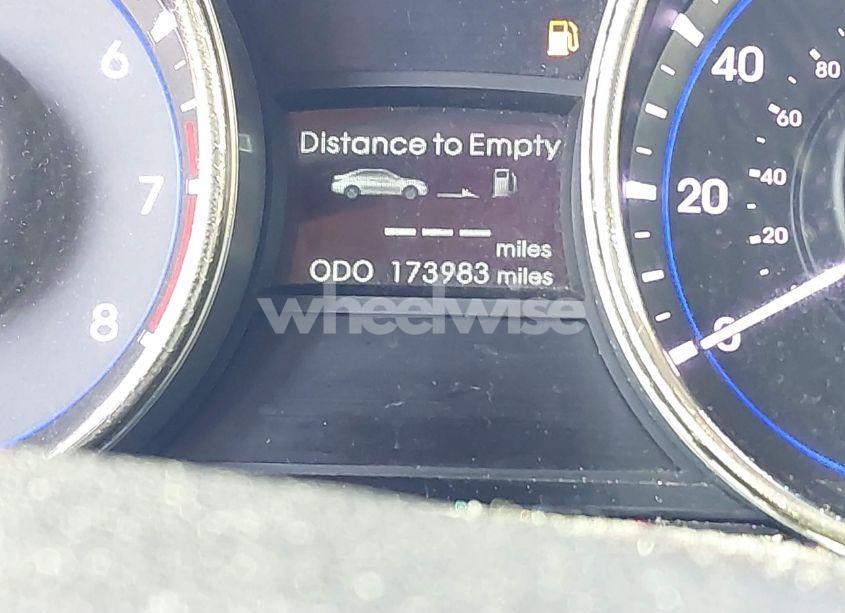 6
7
8
Distance to Empty
--- miles
ODO 173983 miles
wheelwise
40
20
0
80
60
40
20